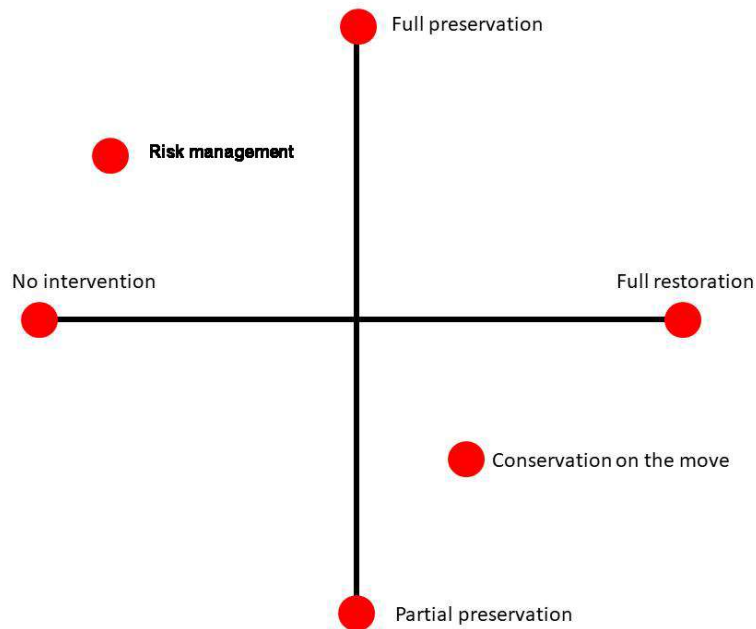 Full preservation
Risk management
No intervention
Full restoration
Conservation on the move
Partial preservation